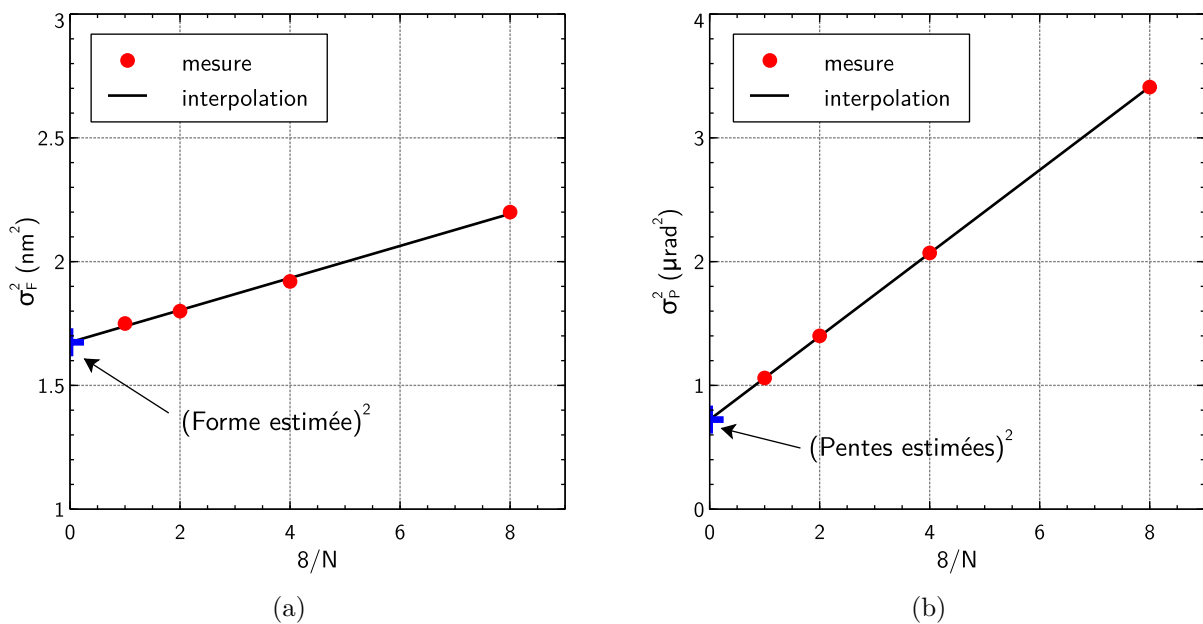 3
2.5
2
1.5
1
0
2
4
6
8
σ²F (nm²)
8/N
mesure
interpolation
(Forme estimée)²
(a)
4
3
2
1
0
0
2
4
6
8
σ²P (µrad²)
8/N
mesure
interpolation
(Pentes estimées)²
(b)